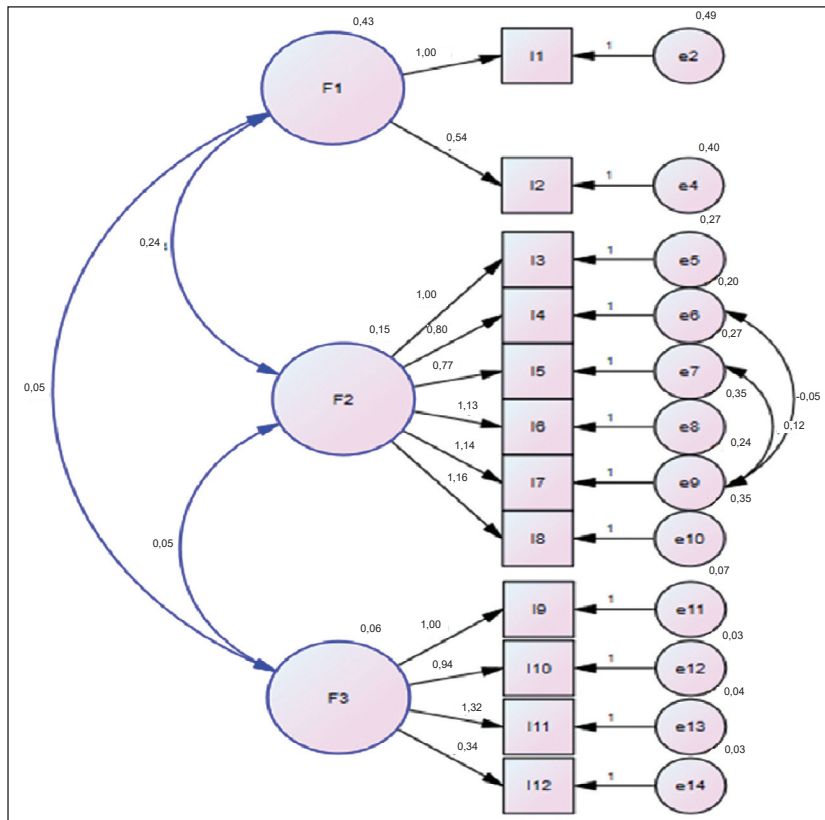 0,43
0,49
F1
1,00
I1
1
e2
0,54
0,40
I2
1
e4
0,24
0,27
I3
1
e5
1,00
0,20
0,15
0,80
I4
1
e6
0,27
0,77
I5
1
e7
0,05
0,35
-0,05
F2
1,13
I6
1
e8
0,12
1,14
0,24
I7
1
e9
1,16
0,35
0,05
I8
1
e10
0,07
0,06
1,00
I9
1
e11
0,03
0,94
I10
1
e12
F3
0,04
1,32
I11
1
e13
0,34
0,03
I12
1
e14